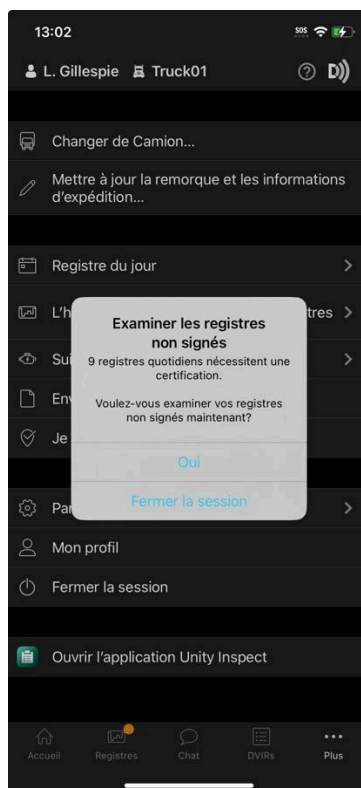 13:02
SOS
L. Gillespie Truck01
Changer de Camion...
Mettre à jour la remorque et les informations
d'expédition...
Registre du jour
L'h
tres
Examiner les registres
non signés
9 registres quotidiens nécessitent une
certification.
Voulez-vous examiner vos registres
non signés maintenant?
Oui
Fermer la session
Sui
Env
Je
Par
Mon profil
Fermer la session
Ouvrir l'application Unity Inspect
Accueil Registres Chat DVIRs Plus